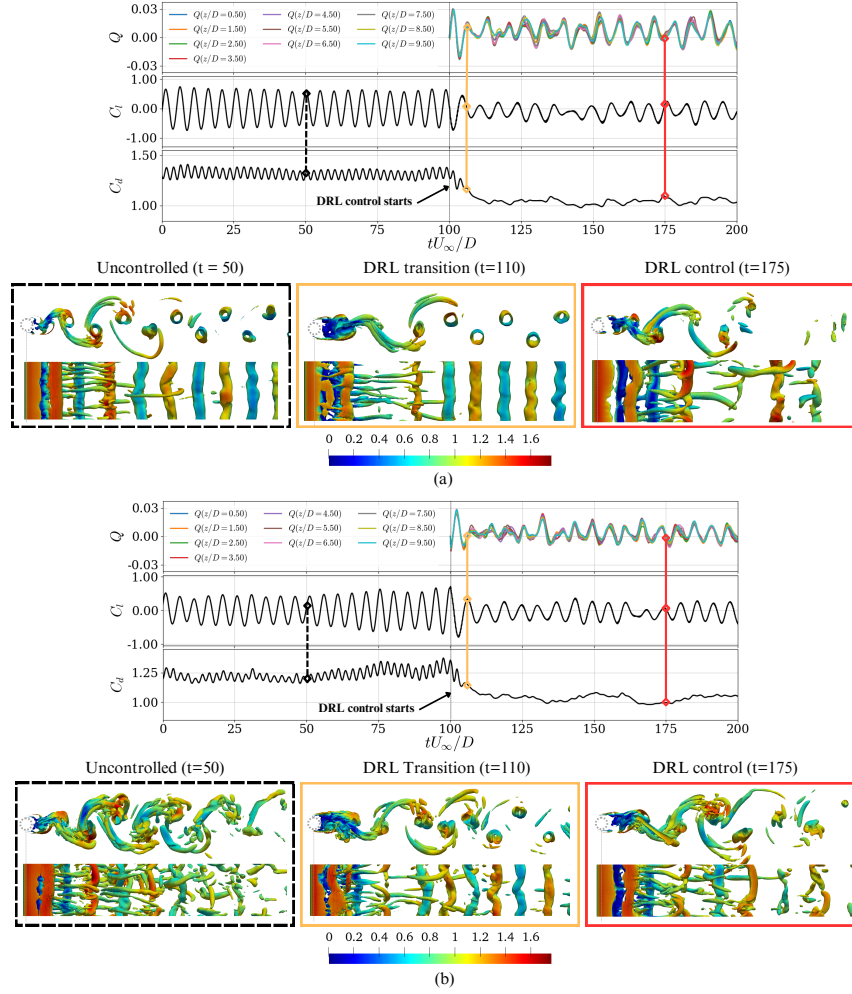 0.03
0.00
-0.03
Q
Q(z/D = 0.50) Q(z/D = 4.50) Q(z/D = 7.50)
Q(z/D = 1.50) Q(z/D = 5.50) Q(z/D = 8.50)
Q(z/D = 2.50) Q(z/D = 6.50) Q(z/D = 9.50)
Q(z/D = 3.50)
1.00
0.00
-1.00
C_l
1.50
1.00
C_d
DRL control starts
0 25 50 75 100 125 150 175 200
tU_∞/D
Uncontrolled (t = 50) DRL transition (t=110) DRL control (t=175)
0 0.2 0.4 0.6 0.8 1 1.2 1.4 1.6
(a)
0.03
0.00
-0.03
Q
Q(z/D = 0.50) Q(z/D = 4.50) Q(z/D = 7.50)
Q(z/D = 1.50) Q(z/D = 5.50) Q(z/D = 8.50)
Q(z/D = 2.50) Q(z/D = 6.50) Q(z/D = 9.50)
Q(z/D = 3.50)
1.00
0.00
-1.00
C_l
1.25
1.00
C_d
DRL control starts
0 25 50 75 100 125 150 175 200
tU_∞/D
Uncontrolled (t=50) DRL Transition (t=110) DRL control (t=175)
0 0.2 0.4 0.6 0.8 1 1.2 1.4 1.6
(b)